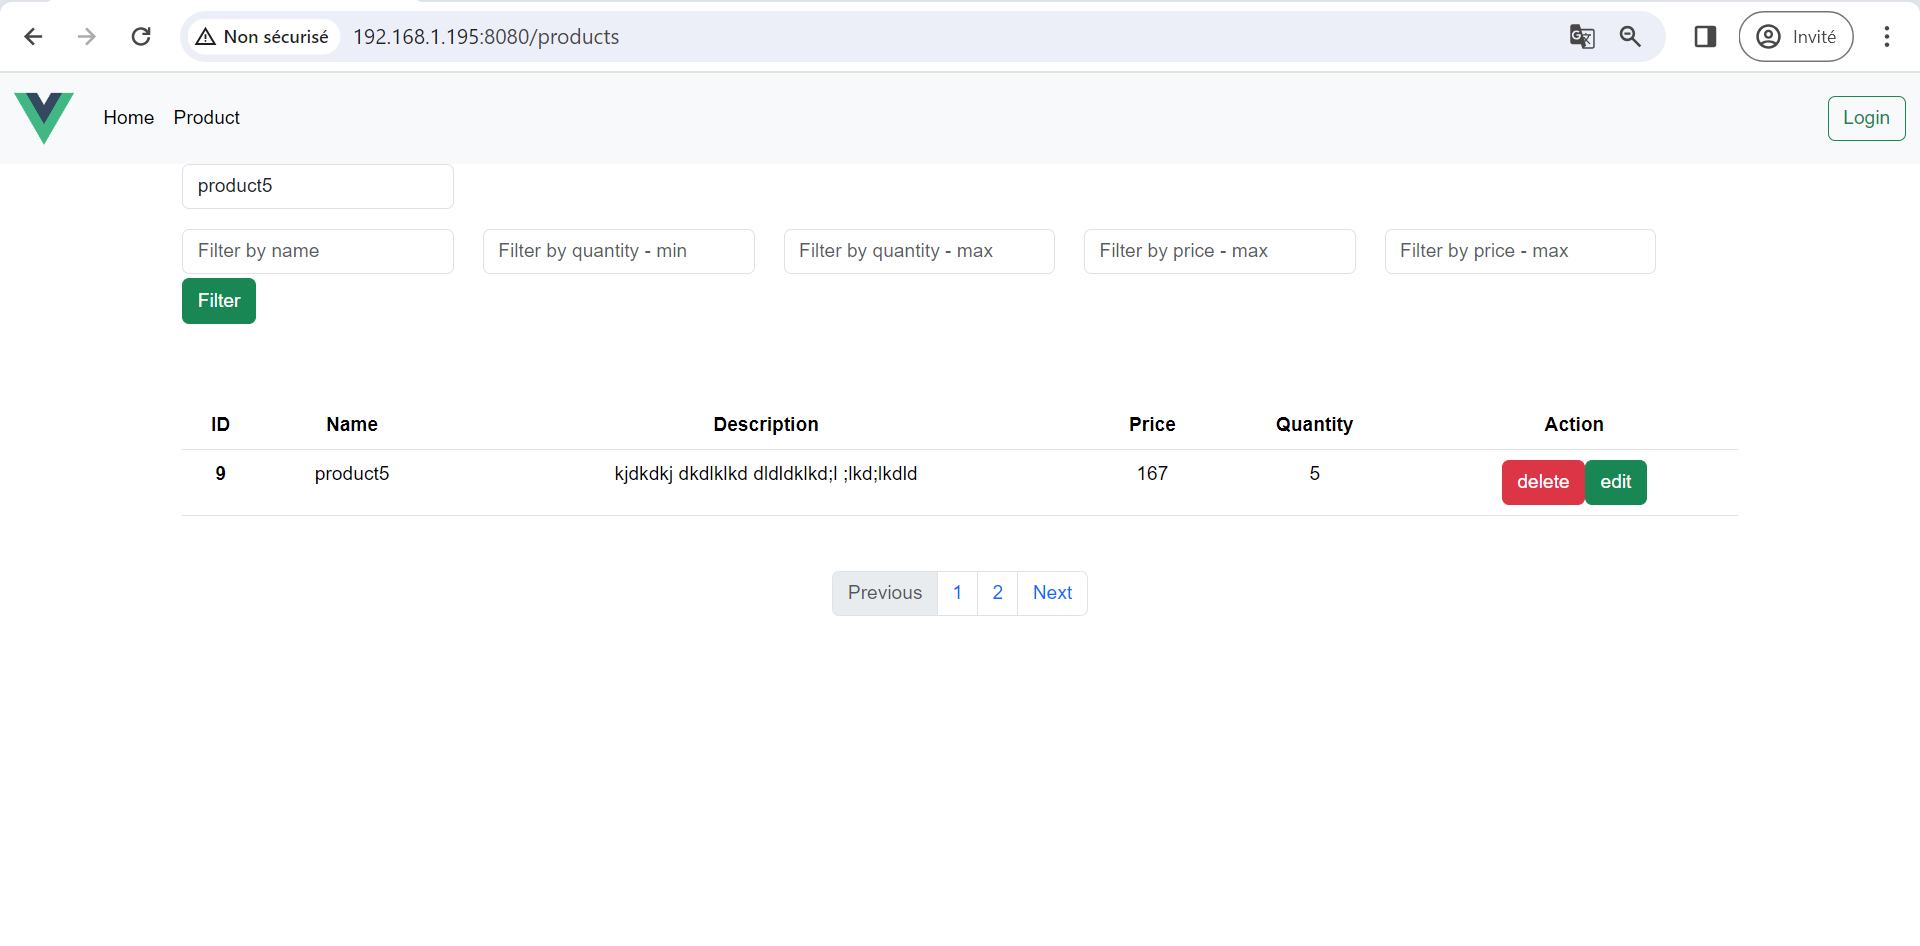 Non sécurisé 192.168.1.195:8080/products Invité
Home Product Login
product5
Filter by name Filter by quantity - min Filter by quantity - max Filter by price - max Filter by price - max
Filter
ID Name Description Price Quantity Action
9 product5 kjdkdkj dkdlklkd dldldklkd;l ;lkd;lkdld 167 5 delete edit
Previous 1 2 Next